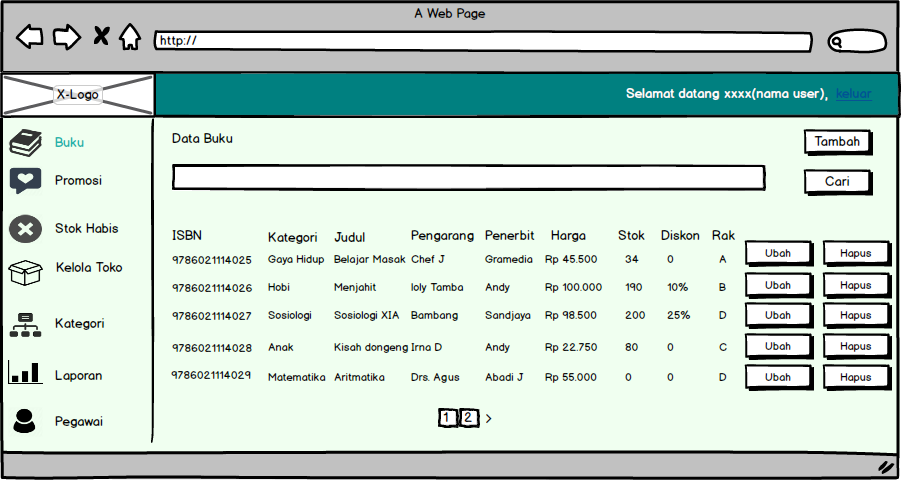 A Web Page
http://
X-Logo
Selamat datang xxxx(nama user), keluar
Buku
Promosi
Stok Habis
Kelola Toko
Kategori
Laporan
Pegawai
Data Buku
Tambah
Cari
ISBN Kategori Judul Pengarang Penerbit Harga Stok Diskon Rak
9786021114025 Gaya Hidup Belajar Masak Chef J Gramedia Rp 45.500 34 0 A Ubah Hapus
9786021114026 Hobi Menjahit loly Tamba Andy Rp 100.000 190 10% B Ubah Hapus
9786021114027 Sosiologi Sosiologi XIA Bambang Sandjaya Rp 98.500 200 25% D Ubah Hapus
9786021114028 Anak Kisah dongeng Irna D Andy Rp 22.750 80 0 C Ubah Hapus
9786021114029 Matematika Aritmatika Drs. Agus Abadi J Rp 55.000 0 0 D Ubah Hapus
1 2 >